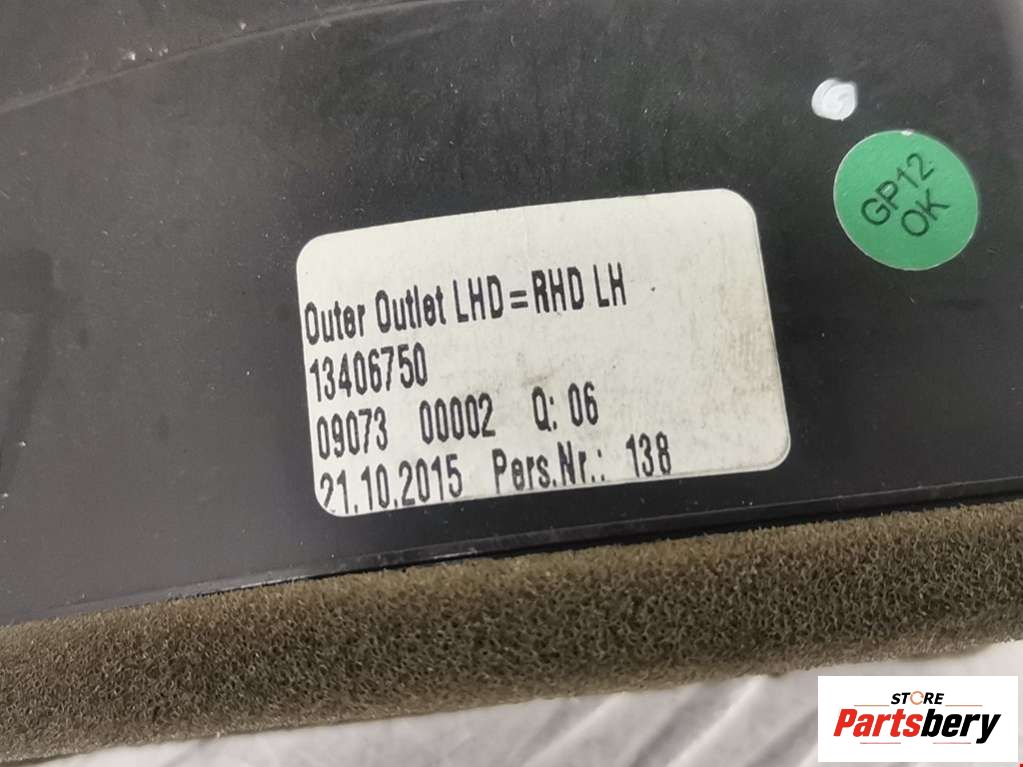 GP12
OK
Outer Outlet LHD=RHD LH
13406750
09073 00002 Q: 06
21.10.2015 Pers.Nr.: 138
STORE
Partsbery